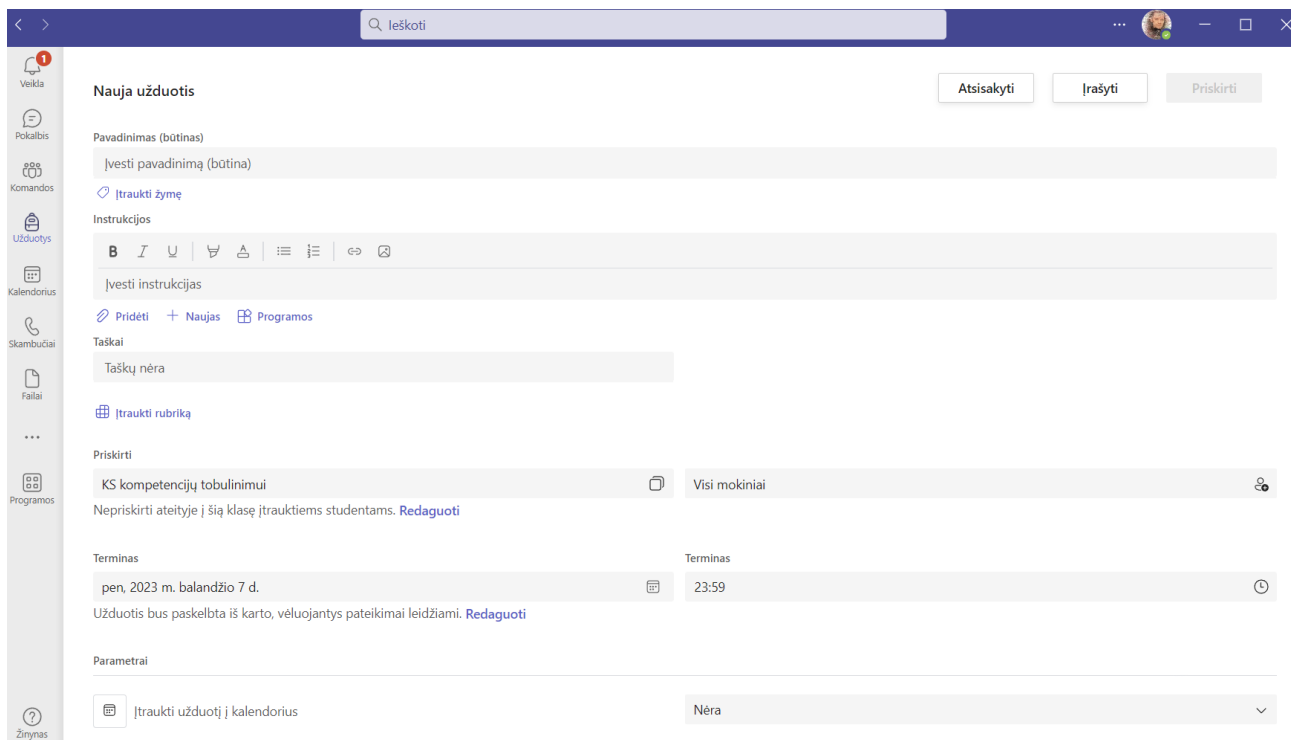 Ieškoti
1
Veikla
Pokalbis
Komandos
Užduotys
Kalendorius
Skambučiai
Failai
Programos
Žinynas
Nauja užduotis
Atsisakyti
Įrašyti
Priskirti
Pavadinimas (būtinas)
Įvesti pavadinimą (būtina)
Įtraukti žymę
Instrukcijos
B I U
Įvesti instrukcijas
Pridėti Naujas Programos
Taškai
Taškų nėra
Įtraukti rubriką
Priskirti
KS kompetencijų tobulinimui
Visi mokiniai
Nepriskirti ateityje į šią klasę įtrauktiems studentams. Redaguoti
Terminas
Terminas
pen, 2023 m. balandžio 7 d.
23:59
Užduotis bus paskelbta iš karto, vėluojantys pateikimai leidžiami. Redaguoti
Parametrai
Įtraukti užduotį į kalendorius
Nėra